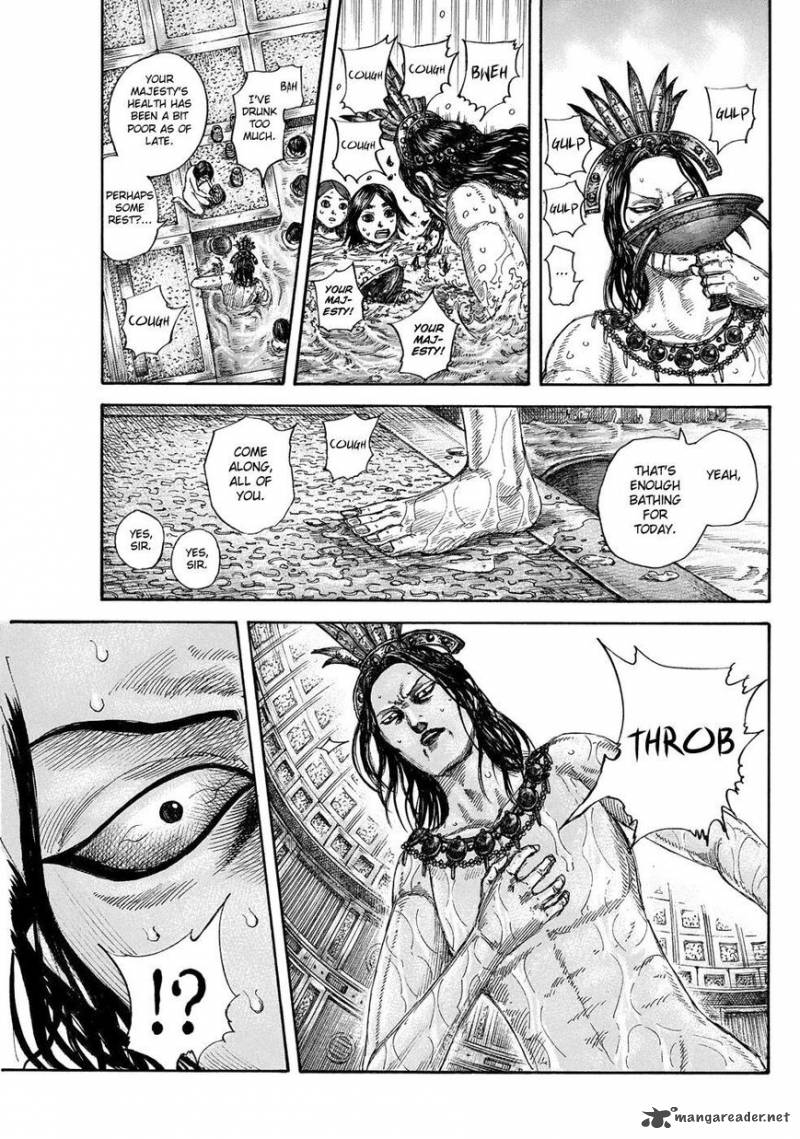 GULP
GULP
GULP
...
BWEH
COUGH
COUGH
COUGH
YOUR
MAJ-
ESTY!
YOUR
MAJ-
ESTY!
BAH
I'VE
DRUNK
TOO
MUCH.
YOUR
MAJESTY'S
HEALTH HAS
BEEN A BIT
POOR AS OF
LATE.
PERHAPS
SOME
REST?...
COUGH
YEAH,
THAT'S
ENOUGH
BATHING
FOR
TODAY.
COUGH
COME
ALONG,
ALL OF
YOU.
YES,
SIR.
YES,
SIR.
THROB
!?
mangareader.net